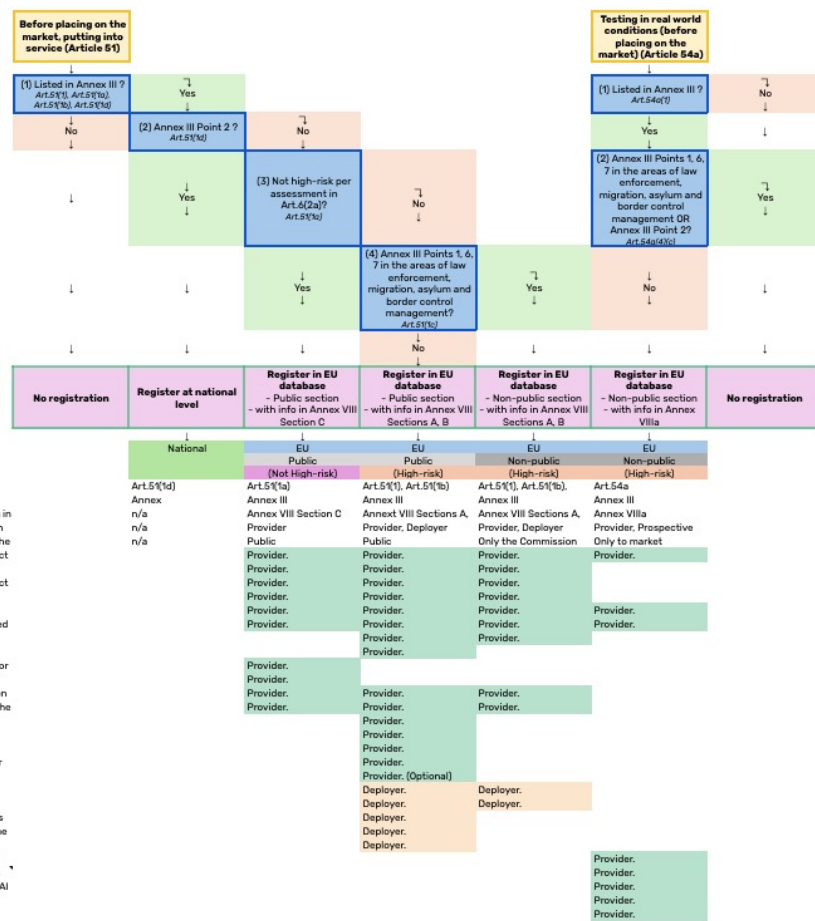 Before placing on the
market, putting into
service (Article 51)
Testing in real world
conditions (before
placing on the
market) (Article 54a)
↓
↓
(1) Listed in Annex III ?
Art.51(1), Art.51(1a),
Art.51(1b), Art.51(1d)
Yes
↓
(1) Listed in Annex III ?
Art.54a(1)
No
↓
↓
No
↓
(2) Annex III Point 2 ?
Art.51(1d)
No
↓
↓
Yes
↓
↓
↓
↓
Yes
↓
(3) Not high-risk per
assessment in
Art.6(2a)?
Art.51(1a)
No
↓
(2) Annex III Points 1, 6,
7 in the areas of law
enforcement,
migration, asylum and
border control
management OR
Annex III Point 2?
Art.54a(4)(c)
Yes
↓
↓
↓
↓
Yes
↓
(4) Annex III Points 1, 6,
7 in the areas of law
enforcement,
migration, asylum and
border control
management?
Art.51(1c)
Yes
↓
↓
No
↓
↓
↓
↓
↓
↓
No
↓
↓
↓
↓
No registration
Register at national
level
Register in EU
database
- Public section
- with info in Annex VIII
Section C
Register in EU
database
- Public section
- with info in Annex VIII
Sections A, B
Register in EU
database
- Non-public section
- with info in Annex VIII
Sections A, B
Register in EU
database
- Non-public section
- with info in Annex
VIIIa
No registration
↓ ↓ ↓ ↓ ↓
National EU EU EU EU
Public Public Non-public Non-public
(Not High-risk) (High-risk) (High-risk) (High-risk)
Art.51(1d) Art.51(1a) Art.51(1), Art.51(1b) Art.51(1), Art.51(1b), Art.54a
Annex Annex III Annex III Annex III Annex III
in n/a Annex VIII Section C Annext VIII Sections A, Annex VIII Sections A, Annex VIIIa
n n/a Provider Provider, Deployer Provider, Deployer Provider, Prospective
he n/a Public Public Only the Commission Only to market
ct Provider. Provider. Provider. Provider.
Provider. Provider. Provider.
ct Provider. Provider. Provider.
Provider. Provider. Provider.
Provider. Provider. Provider. Provider.
ed Provider. Provider. Provider. Provider.
Provider. Provider.
Provider.
or Provider.
Provider.
n Provider. Provider. Provider.
he Provider. Provider. Provider.
Provider.
Provider.
Provider.
r Provider.
Provider. (Optional)
Deployer. Deployer.
Deployer. Deployer.
s Deployer.
ue Deployer.
Deployer.
Provider.
Provider.
AI Provider.
Provider.
Provider.